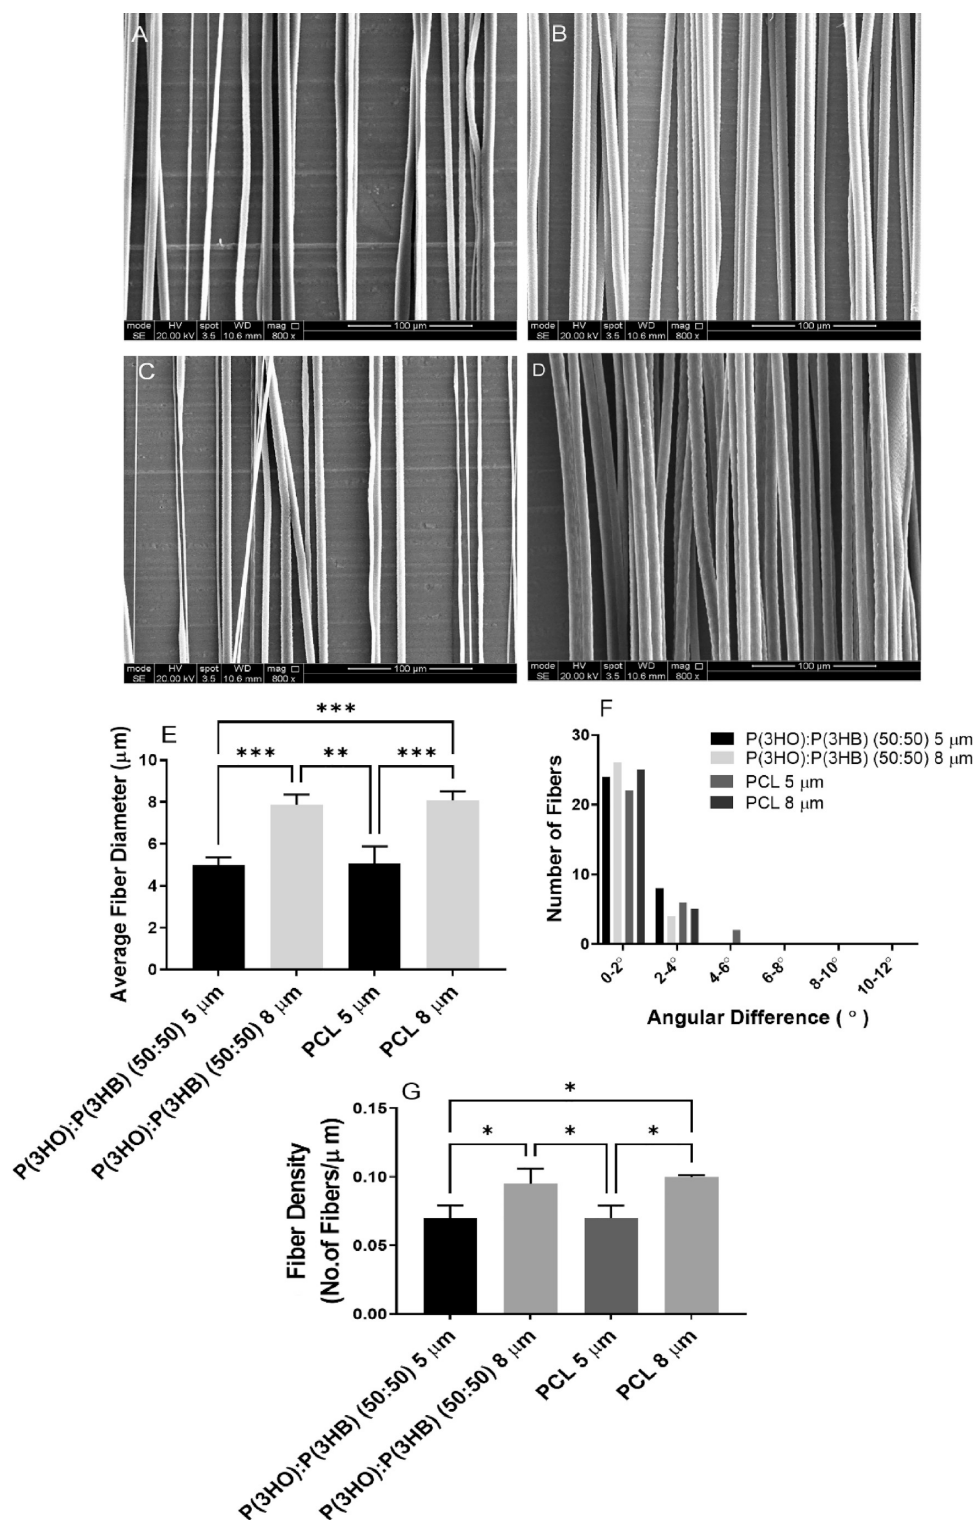 A
mode HV spot WD mag □ 100 µm
SE 20.00 kV 3.5 10.6 mm 800 x
B
mode HV spot WD mag □ 100 µm
SE 20.00 kV 3.5 10.6 mm 800 x
C
mode HV spot WD mag □ 100 µm
SE 20.00 kV 3.5 10.6 mm 800 x
D
mode HV spot WD mag □ 100 µm
SE 20.00 kV 3.5 10.6 mm 800 x
E
Average Fiber Diameter (µm)
10
8
6
4
2
0
***
*** ** ***
P(3HO):P(3HB) (50:50) 5 µm
P(3HO):P(3HB) (50:50) 8 µm
PCL 5 µm
PCL 8 µm
F
Number of Fibers
30
20
10
0
P(3HO):P(3HB) (50:50) 5 µm
P(3HO):P(3HB) (50:50) 8 µm
PCL 5 µm
PCL 8 µm
0-2°
2-4°
4-6°
6-8°
8-10°
10-12°
Angular Difference ( ° )
G
Fiber Density
(No.of Fibers/µ m)
0.15
0.10
0.05
0.00
*
* * *
P(3HO):P(3HB) (50:50) 5 µm
P(3HO):P(3HB) (50:50) 8 µm
PCL 5 µm
PCL 8 µm